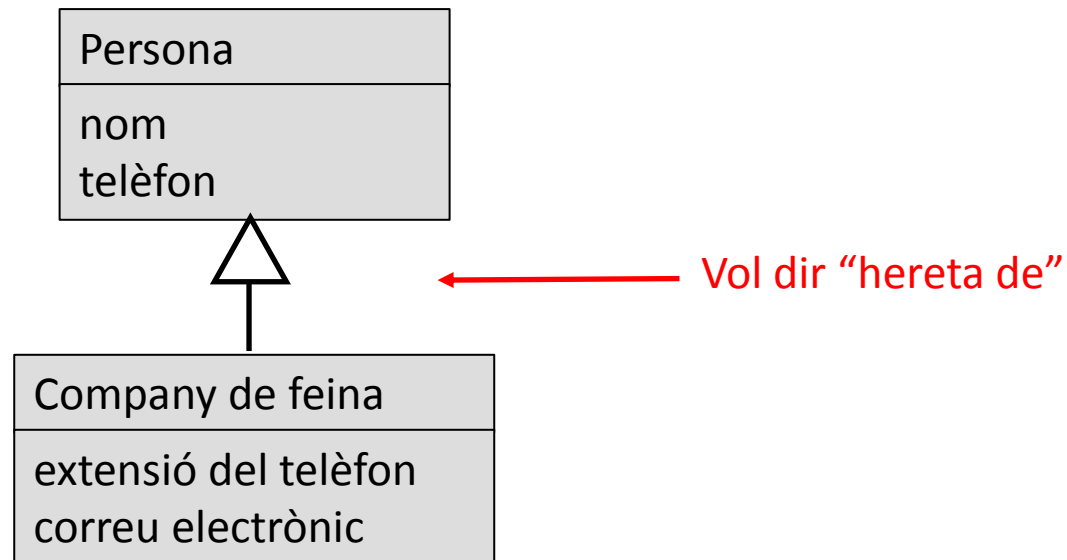 Persona
nom
telèfon
Vol dir “hereta de”
Company de feina
extensió del telèfon
correu electrònic